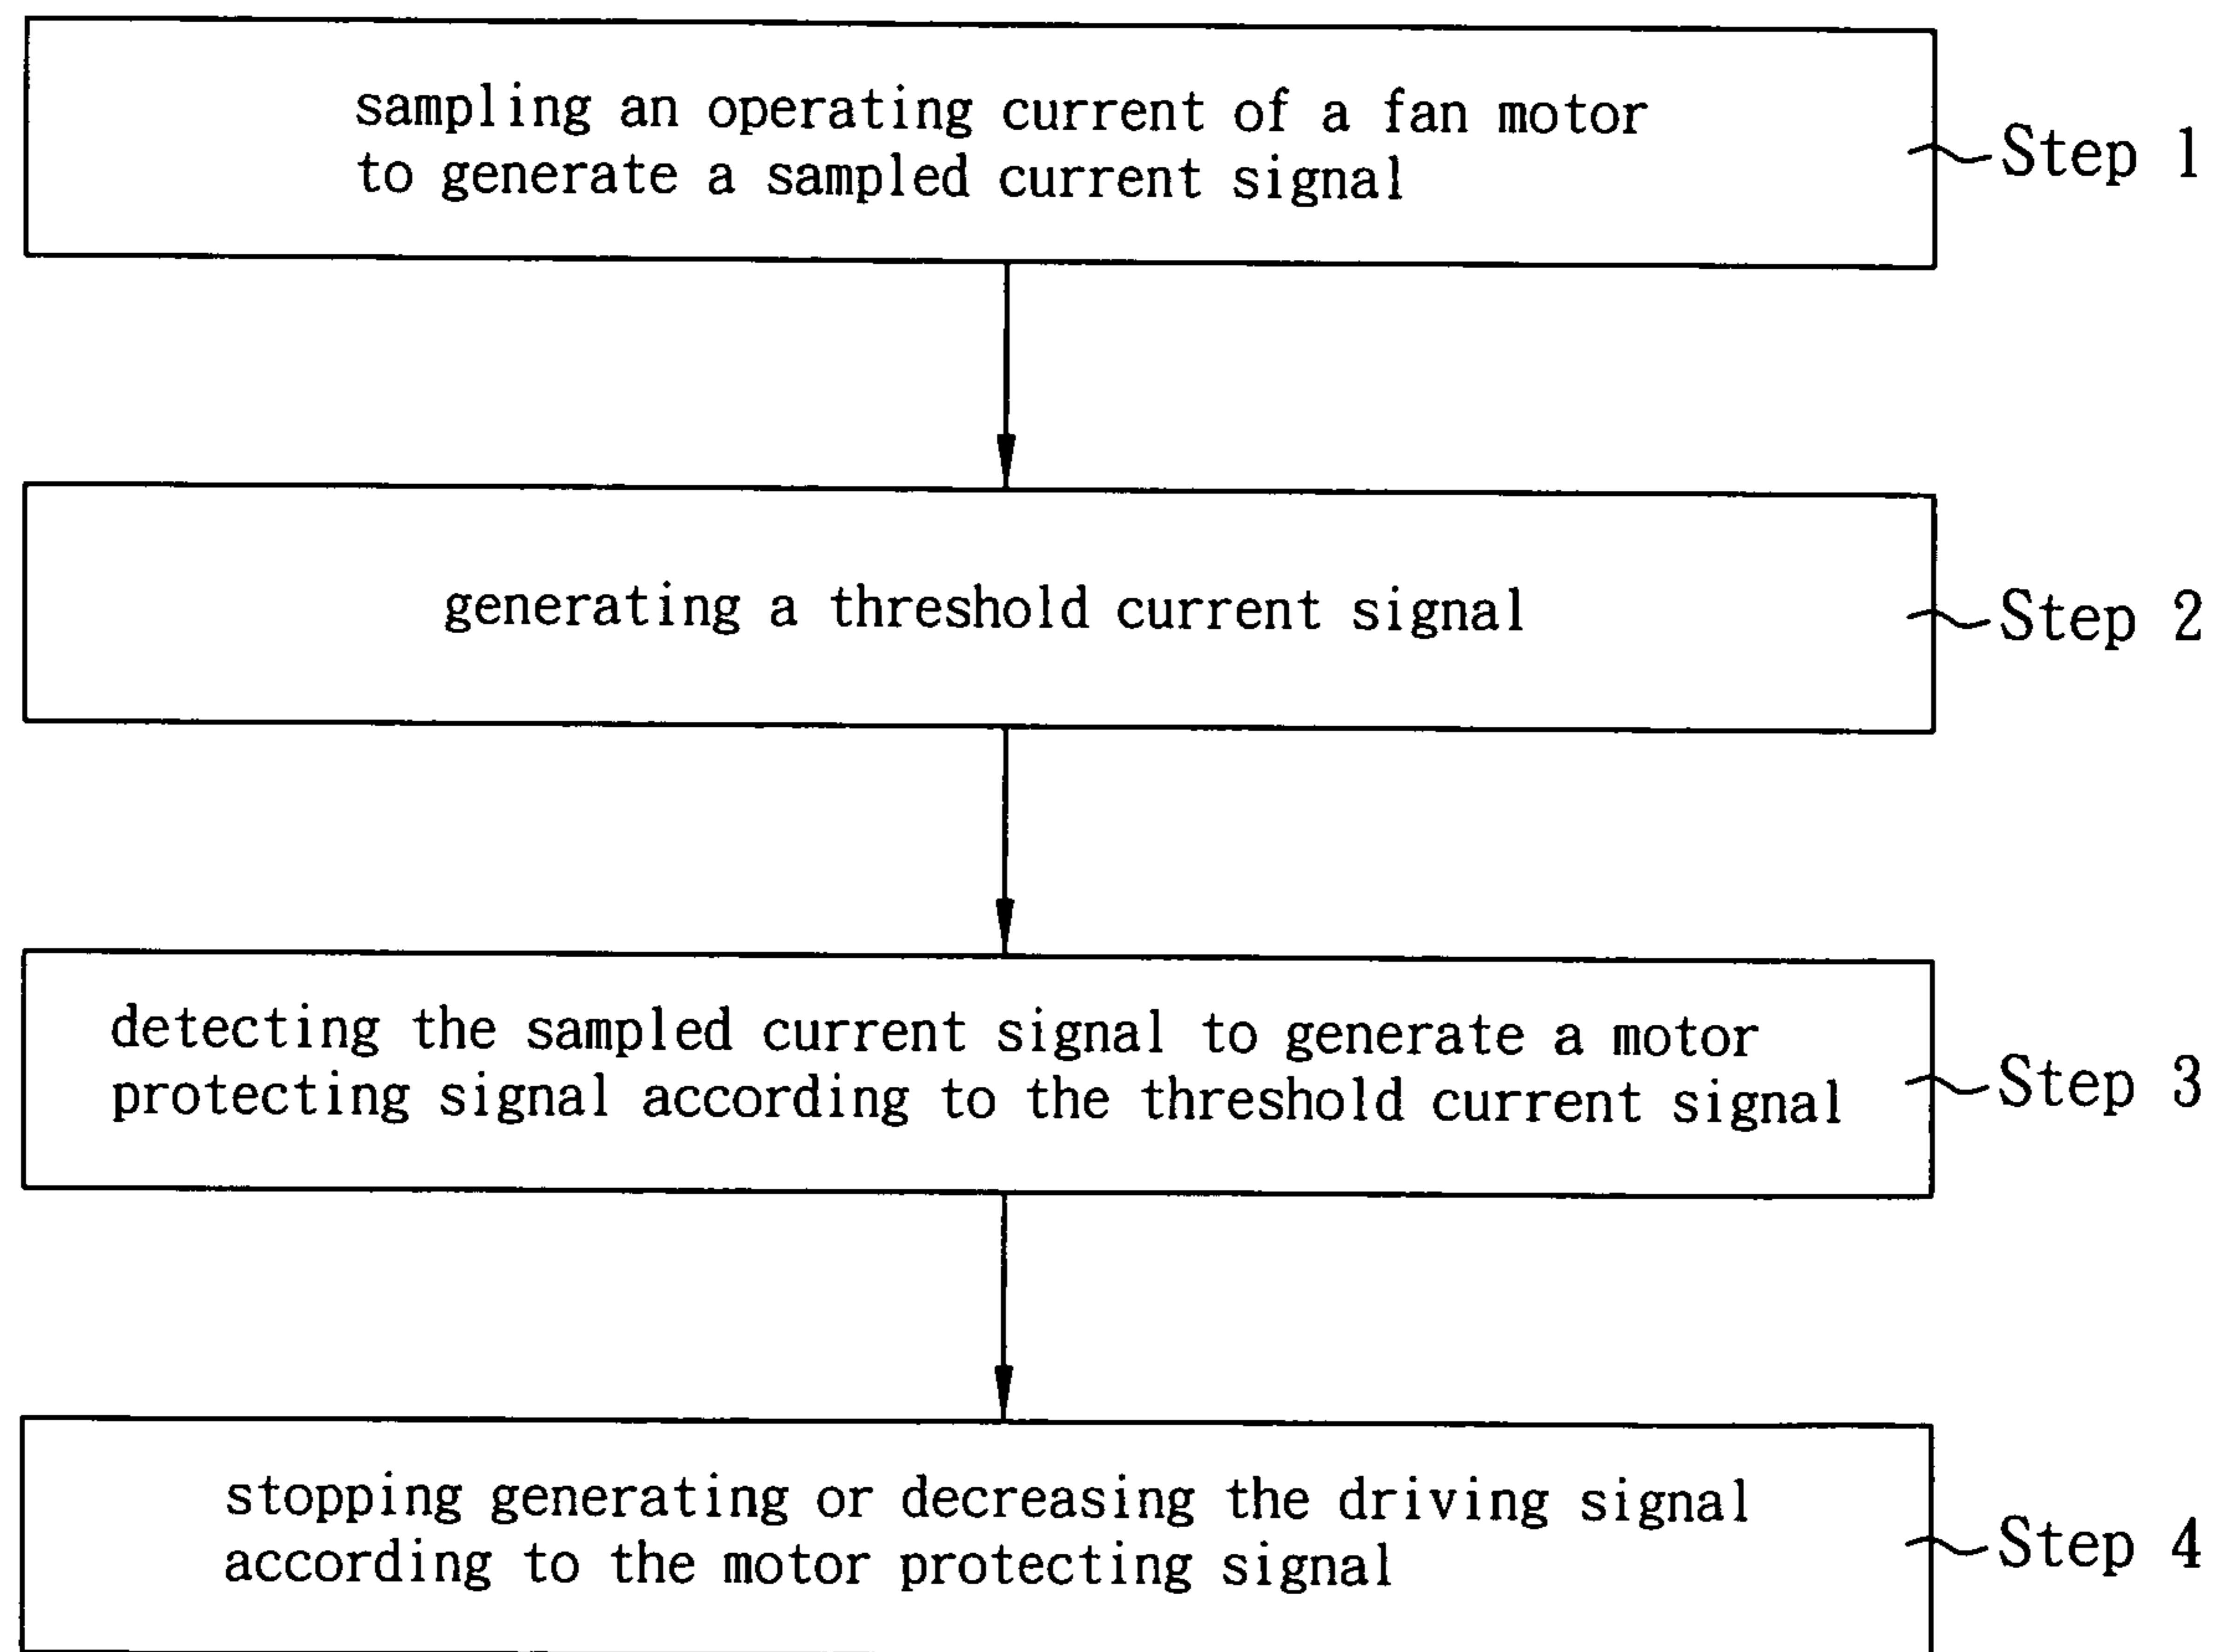 sampling an operating current of a fan motor
to generate a sampled current signal
Step 1
generating a threshold current signal
Step 2
detecting the sampled current signal to generate a motor
protecting signal according to the threshold current signal
Step 3
stopping generating or decreasing the driving signal
according to the motor protecting signal
Step 4